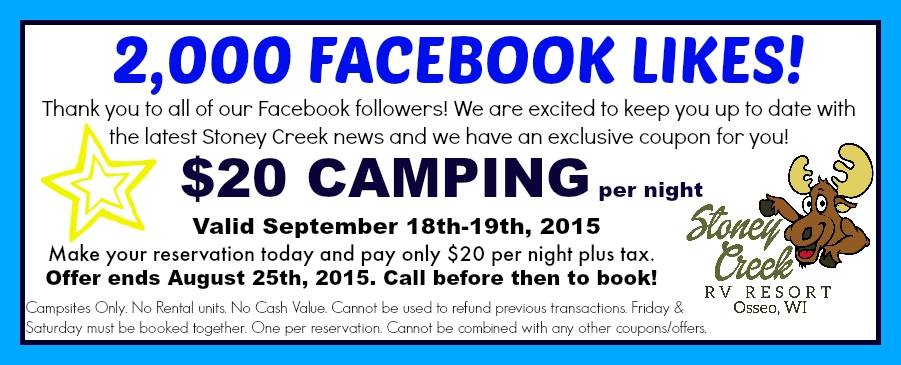 2,000 FACEBOOK LIKES!
Thank you to all of our Facebook followers! We are excited to keep you up to date with
the latest Stoney Creek news and we have an exclusive coupon for you!
$20 CAMPING per night
Valid September 18th-19th, 2015
Make your reservation today and pay only $20 per night plus tax.
Offer ends August 25th, 2015. Call before then to book!
Campsites Only. No Rental units. No Cash Value. Cannot be used to refund previous transactions. Friday &
Saturday must be booked together. One per reservation. Cannot be combined with any other coupons/offers.
Stoney
Creek
RV RESORT
Osseo, WI